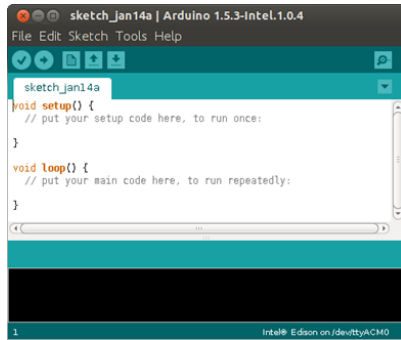 sketch_jan14a | Arduino 1.5.3-Intel.1.0.4
File Edit Sketch Tools Help
sketch_jan14a
void setup() {
// put your setup code here, to run once:
}
void loop() {
// put your main code here, to run repeatedly:
}
1 Intel® Edison on /dev/ttyACM0